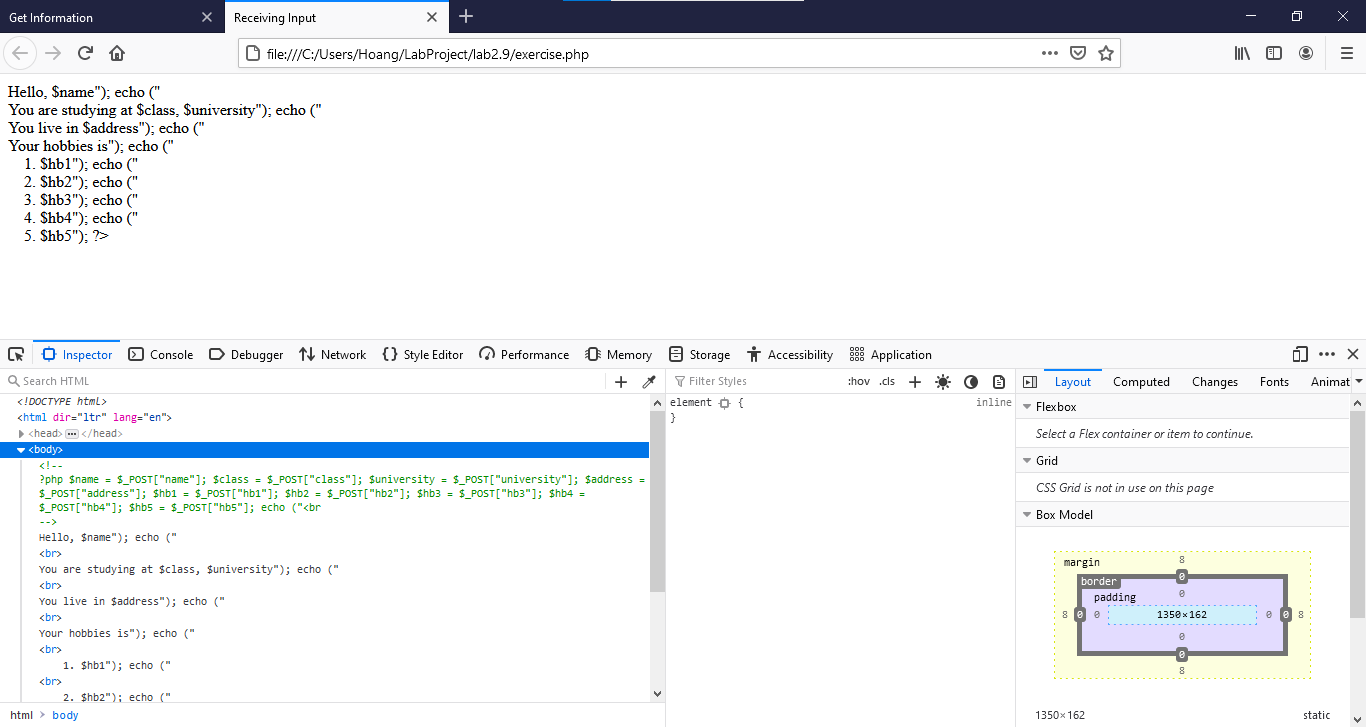 Get Information
Receiving Input
file:///C:/Users/Hoang/LabProject/lab2.9/exercise.php
Hello, $name"); echo ("
You are studying at $class, $university"); echo ("
You live in $address"); echo ("
Your hobbies is"); echo ("
1. $hb1"); echo ("
2. $hb2"); echo ("
3. $hb3"); echo ("
4. $hb4"); echo ("
5. $hb5"); ?>
Inspector Console Debugger Network Style Editor Performance Memory Storage Accessibility Application
Search HTML
Filter Styles :hov .cls
Layout Computed Changes Fonts Animat
<!DOCTYPE html>
<html dir="ltr" lang="en">
<head> ••• </head>
<body>
<!--
?php $name = $_POST["name"]; $class = $_POST["class"]; $university = $_POST["university"]; $address =
$_POST["address"]; $hb1 = $_POST["hb1"]; $hb2 = $_POST["hb2"]; $hb3 = $_POST["hb3"]; $hb4 =
$_POST["hb4"]; $hb5 = $_POST["hb5"]; echo ("<br
-->
Hello, $name"); echo ("
<br>
You are studying at $class, $university"); echo ("
<br>
You live in $address"); echo ("
<br>
Your hobbies is"); echo ("
<br>
1. $hb1"); echo ("
<br>
2. $hb2"); echo ("
html > body
element { inline
}
Flexbox
Select a Flex container or item to continue.
Grid
CSS Grid is not in use on this page
Box Model
margin 8
border 0
padding 0
8 0 0 1350×162 0 0 8
0
0
8
1350×162 static